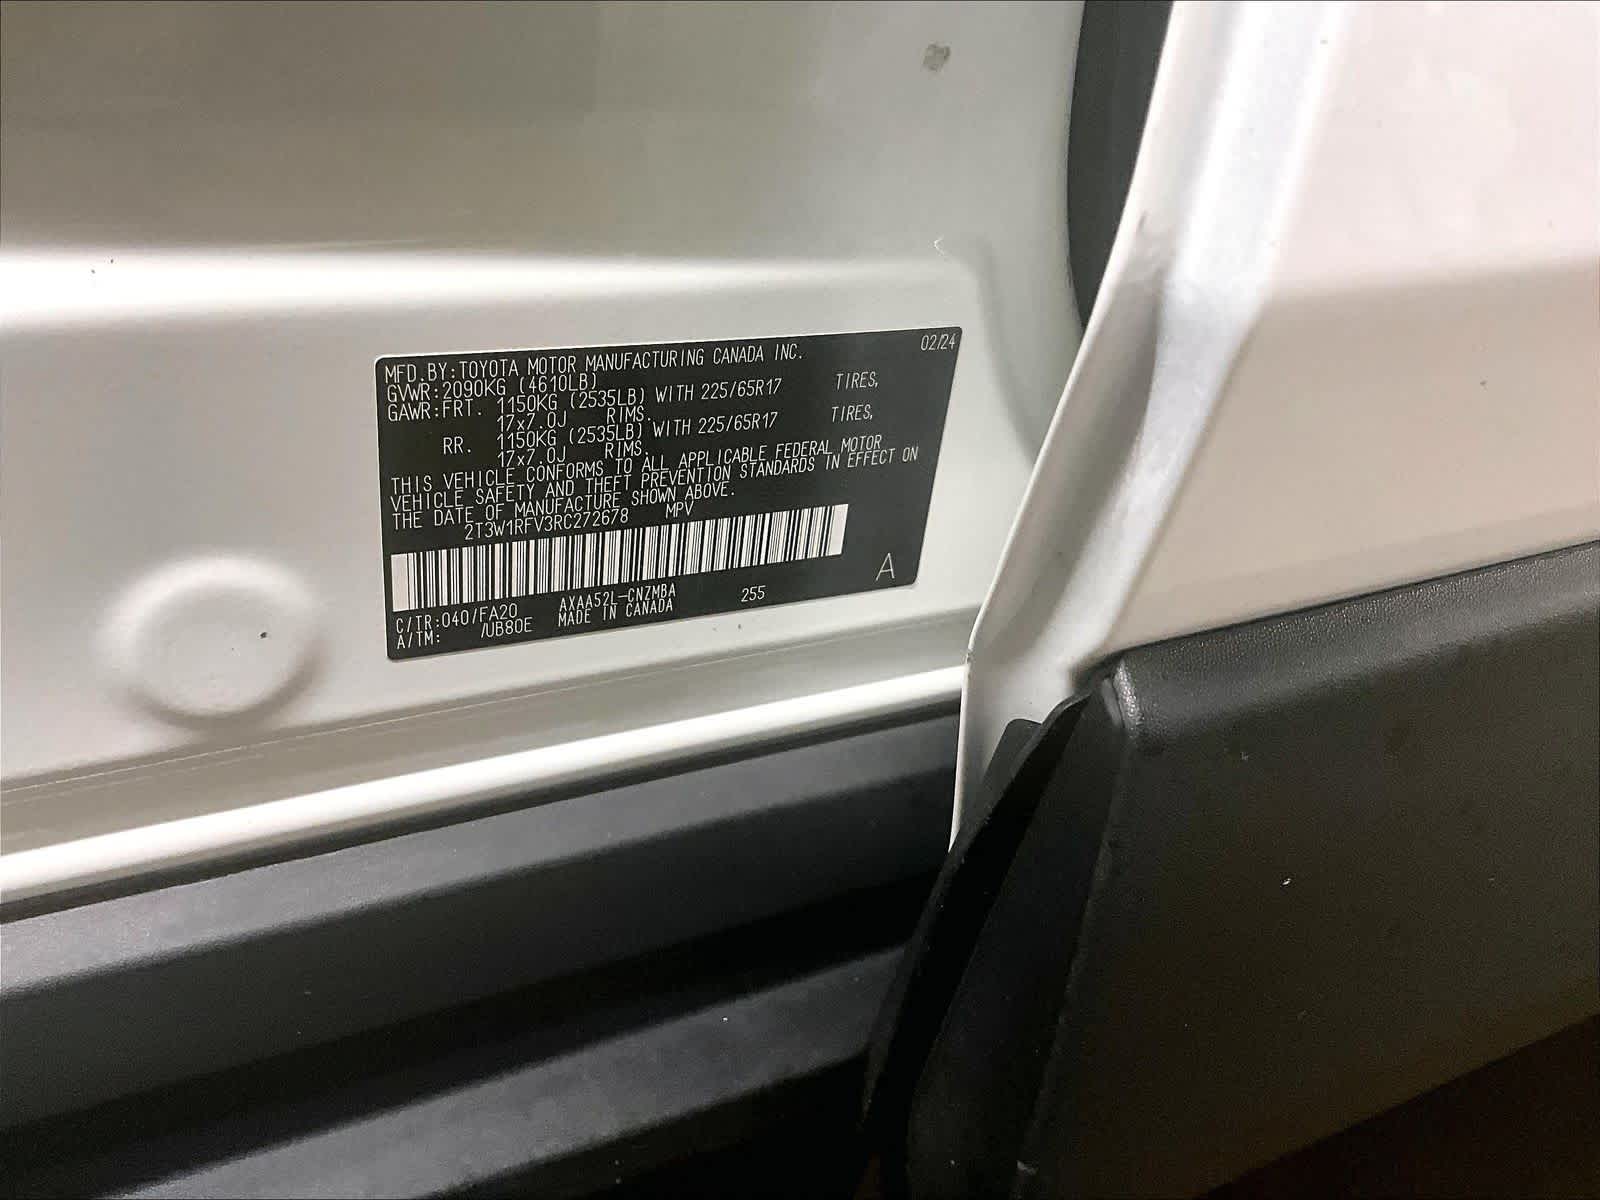 MFD.BY:TOYOTA MOTOR MANUFACTURING CANADA INC. 02/24
GVWR:2090KG (4610LB)
GAWR:FRT. 1150KG (2535LB) WITH 225/65R17 TIRES,
17x7.0J RIMS.
RR. 1150KG (2535LB) WITH 225/65R17 TIRES,
17x7.0J RIMS.
THIS VEHICLE CONFORMS TO ALL APPLICABLE FEDERAL MOTOR
VEHICLE SAFETY AND THEFT PREVENTION STANDARDS IN EFFECT ON
THE DATE OF MANUFACTURE SHOWN ABOVE.
2T3W1RFV3RC272678 MPV
A
C/TR:040/FA20 AXAA52L-CNZMBA 255
A/TM: /UB80E MADE IN CANADA